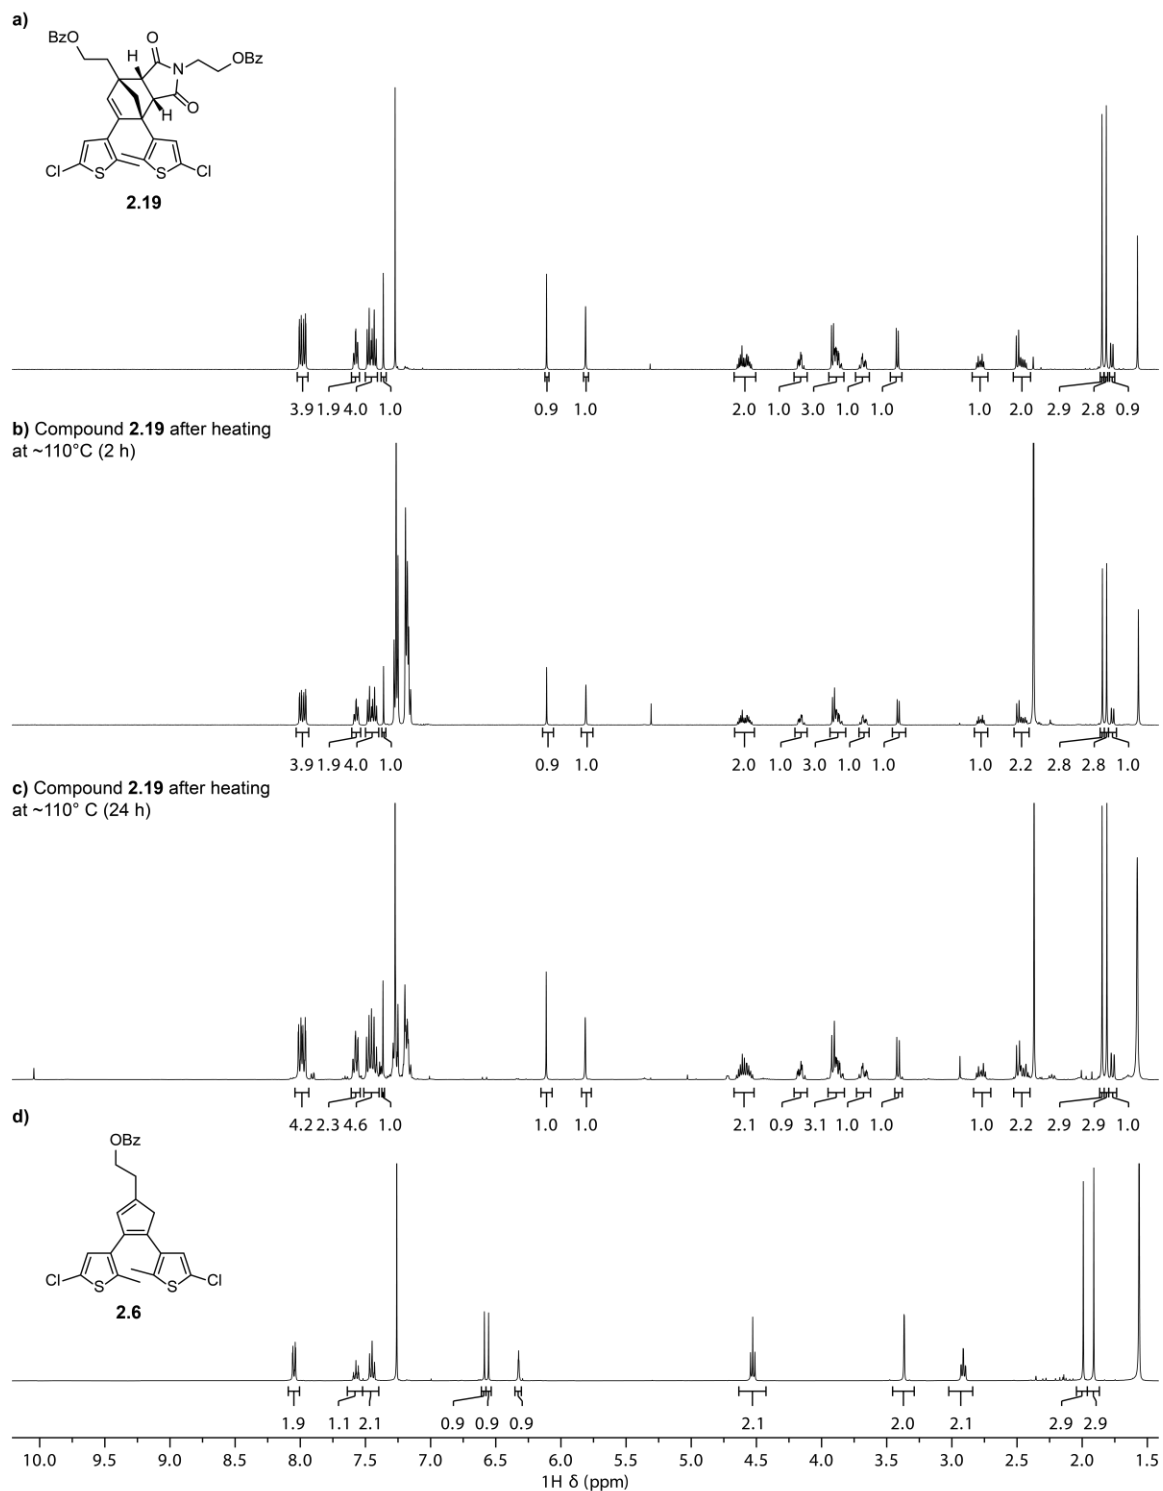 a)
BzO
H
O
N
OBz
O
H
Cl
S
S
Cl
2.19
3.9 1.9 4.0 1.0 0.9 1.0 2.0 1.0 3.0 1.0 1.0 1.0 2.0 2.9 2.8 0.9
b) Compound 2.19 after heating
at ~110°C (2 h)
3.9 1.9 4.0 1.0 0.9 1.0 2.0 1.0 3.0 1.0 1.0 1.0 2.2 2.8 2.8 1.0
c) Compound 2.19 after heating
at ~110° C (24 h)
4.2 2.3 4.6 1.0 1.0 1.0 2.1 0.9 3.1 1.0 1.0 1.0 2.2 2.9 2.9 1.0
d)
OBz
Cl
S
S
Cl
2.6
1.9 1.1 2.1 0.9 0.9 0.9 2.1 2.0 2.1 2.9 2.9
10.0 9.5 9.0 8.5 8.0 7.5 7.0 6.5 6.0 5.5 5.0 4.5 4.0 3.5 3.0 2.5 2.0 1.5
1H δ (ppm)